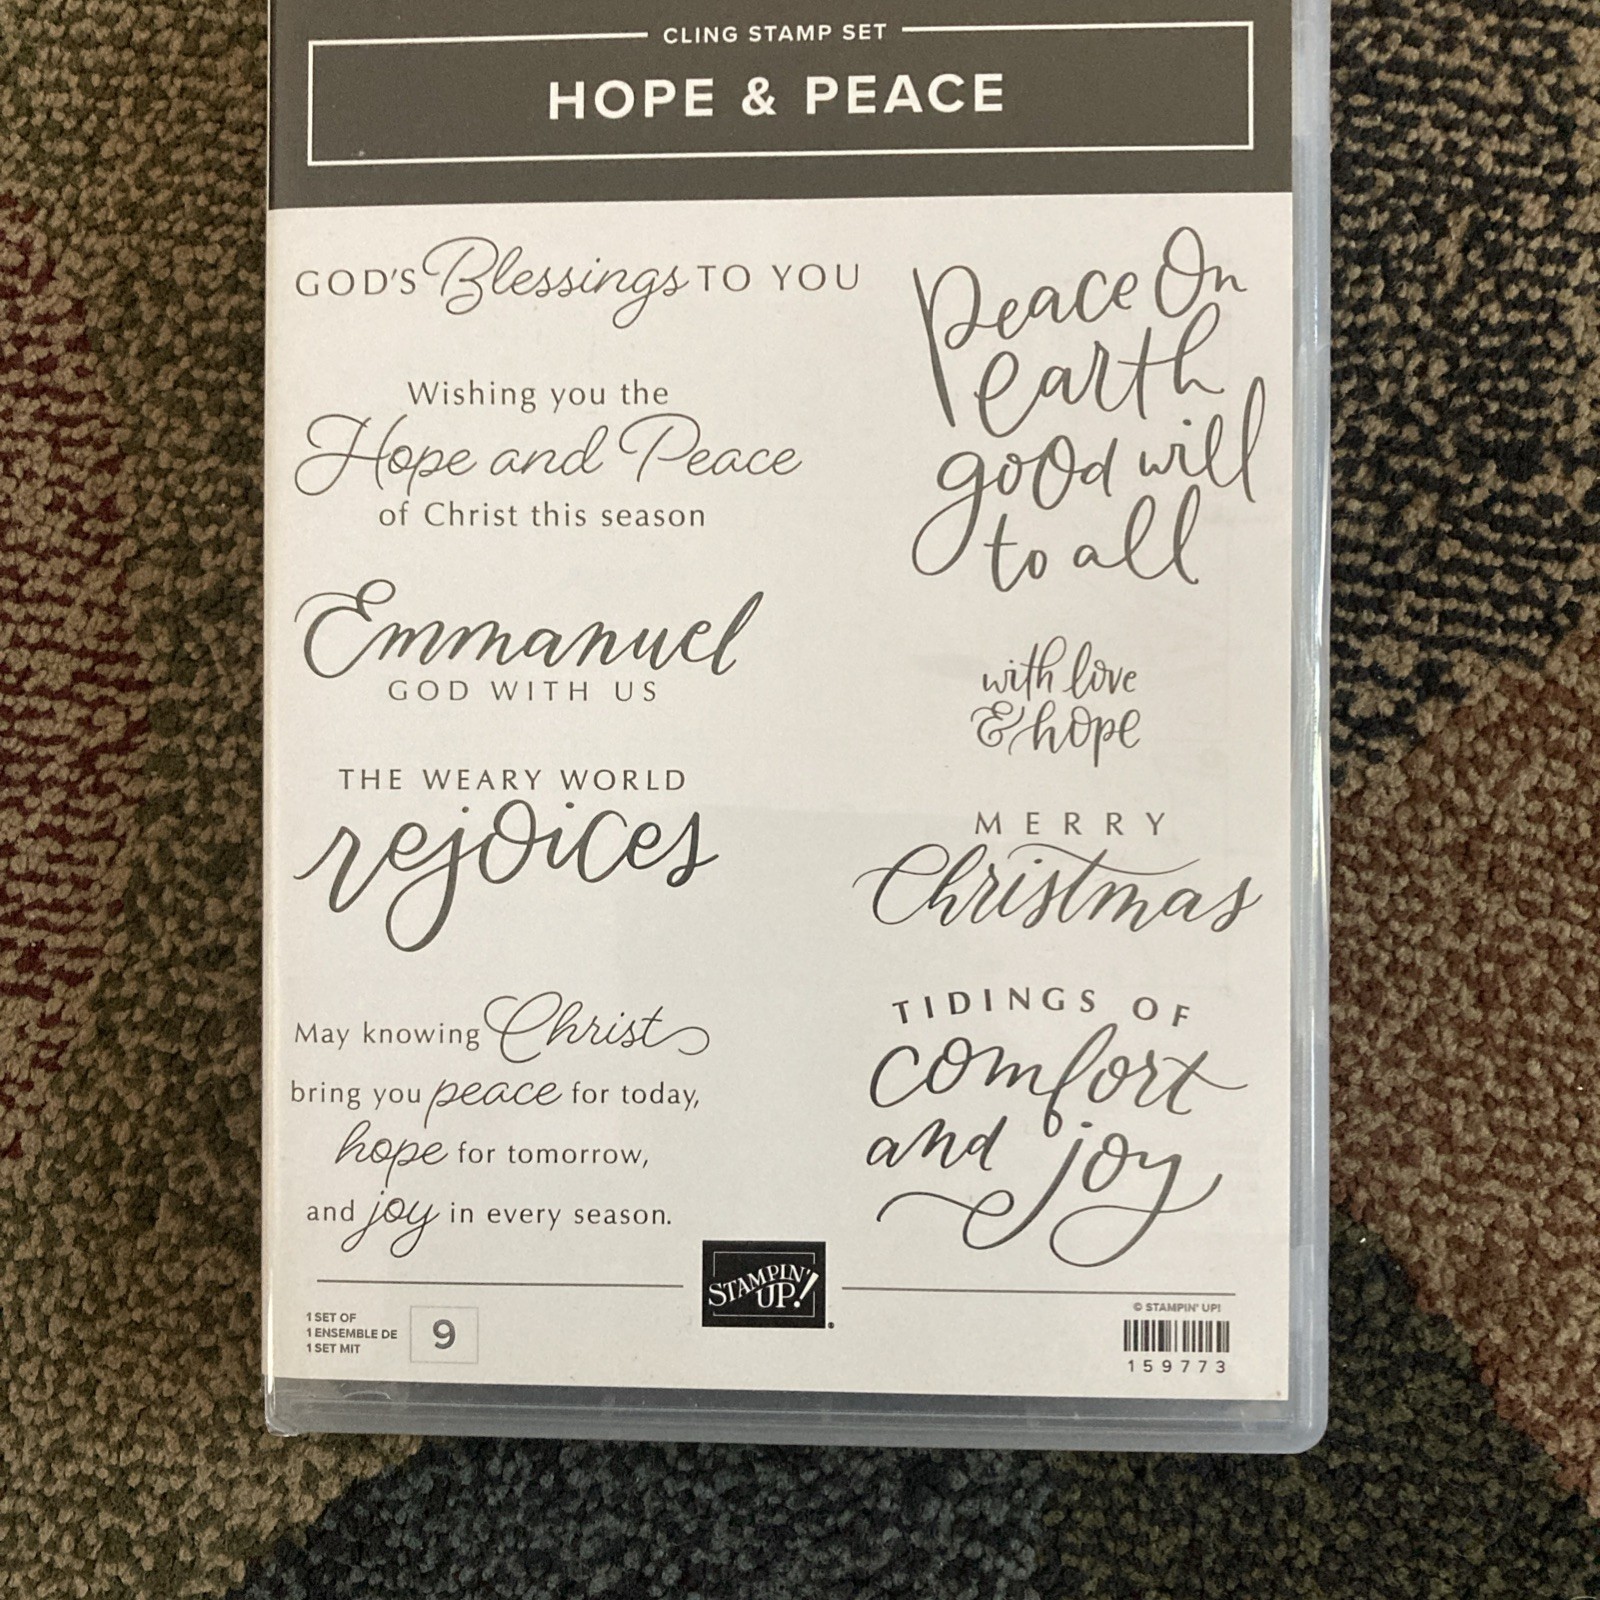 CLING STAMP SET
HOPE & PEACE
GOD'S Blessings TO YOU
Wishing you the
Hope and Peace
of Christ this season
Emmanuel
GOD WITH US
THE WEARY WORLD
rejoices
May knowing Christ
bring you peace for today,
hope for tomorrow,
and joy in every season.
Peace On
earth
good will
to all
with love
& hope
MERRY
Christmas
TIDINGS OF
comfort
and joy
1 SET OF
1 ENSEMBLE DE
1 SET MIT
9
STAMPIN'
UP!
© STAMPIN' UP!
159773